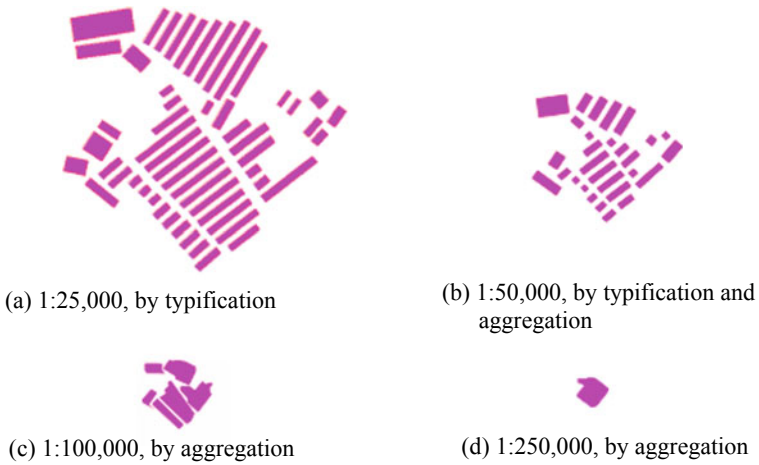 (a) 1:25,000, by typification
(b) 1:50,000, by typification and
aggregation
(c) 1:100,000, by aggregation
(d) 1:250,000, by aggregation